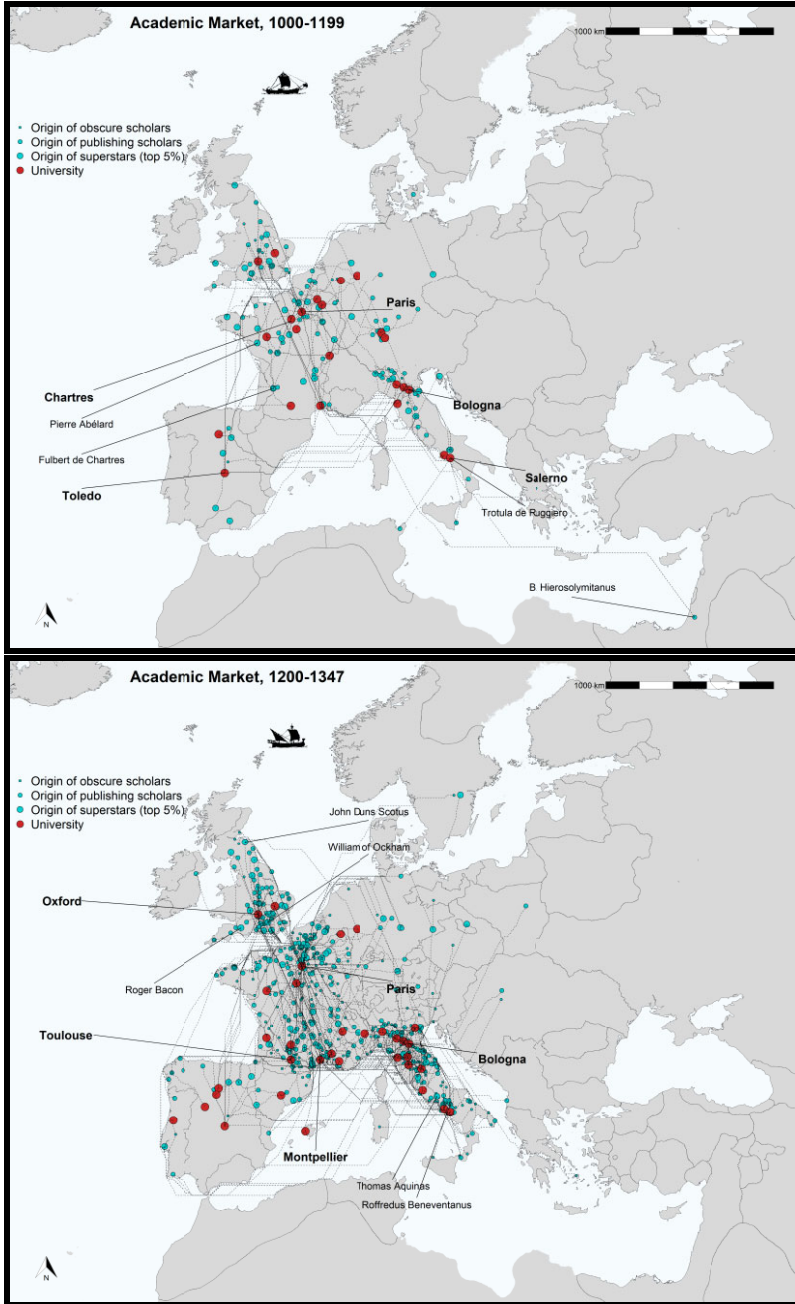 Academic Market, 1000-1199
1000 km
Origin of obscure scholars
Origin of publishing scholars
Origin of superstars (top 5%)
University
Paris
Chartres
Pierre Abélard
Bologna
Fulbert de Chartres
Toledo
Salerno
Trotula de Ruggiero
B Hierosolymitanus
N
Academic Market, 1200-1347
1000 km
Origin of obscure scholars
Origin of publishing scholars
Origin of superstars (top 5%)
University
John Duns Scotus
William of Ockham
Oxford
Roger Bacon
Paris
Toulouse
Bologna
Montpellier
Thomas Aquinas
Roffredus Beneventanus
N